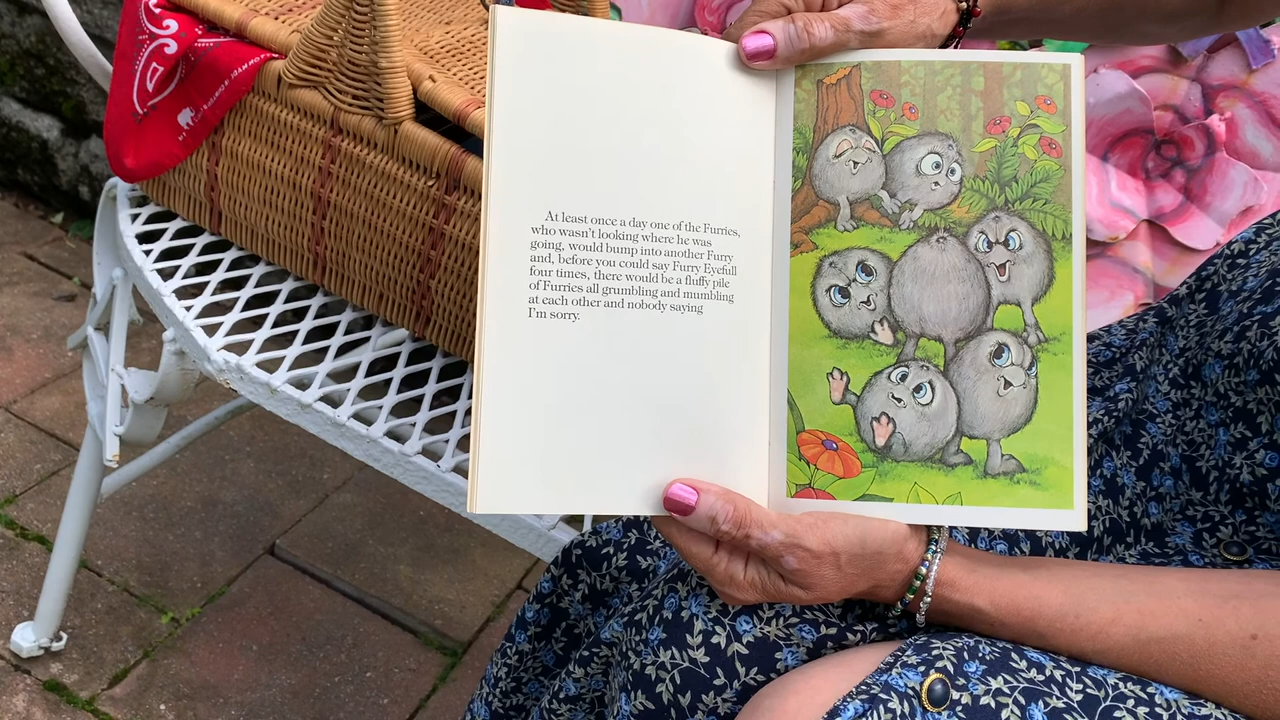 At least once a day one of the Furries,
who wasn't looking where he was
going, would bump into another Furry
and, before you could say Furry Eyefull
four times, there would be a fluffy pile
of Furries all grumbling and mumbling
at each other and nobody saying
I'm sorry.